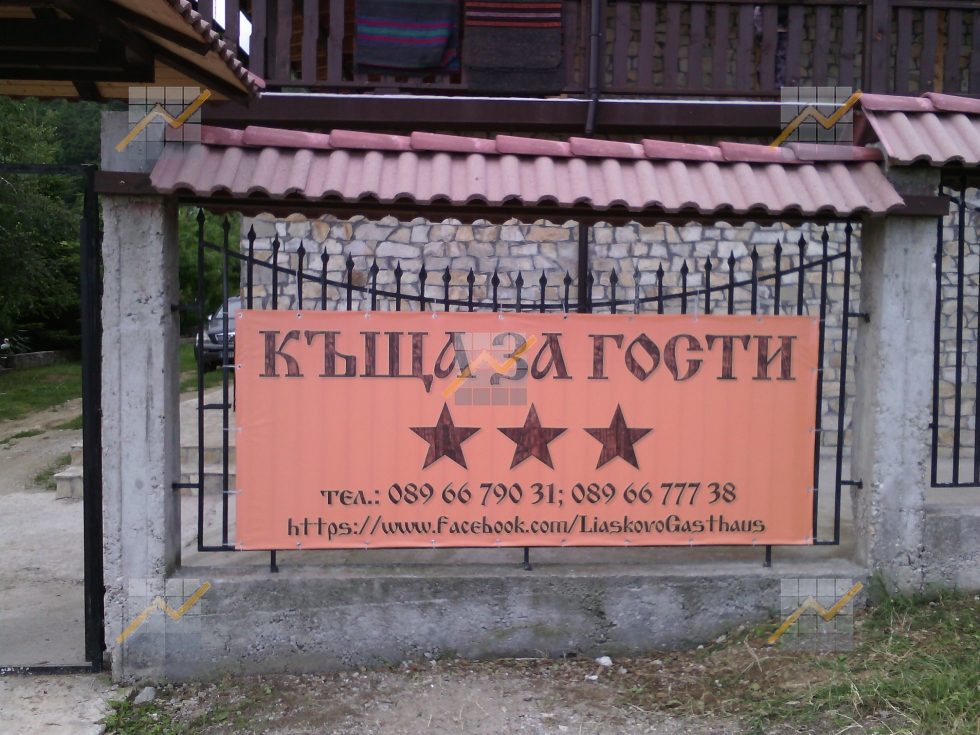 КЪЩА ЗА ГОСТИ
тел.: 089 66 790 31; 089 66 777 38
https://www.facebook.com/LiaskovoGasthaus